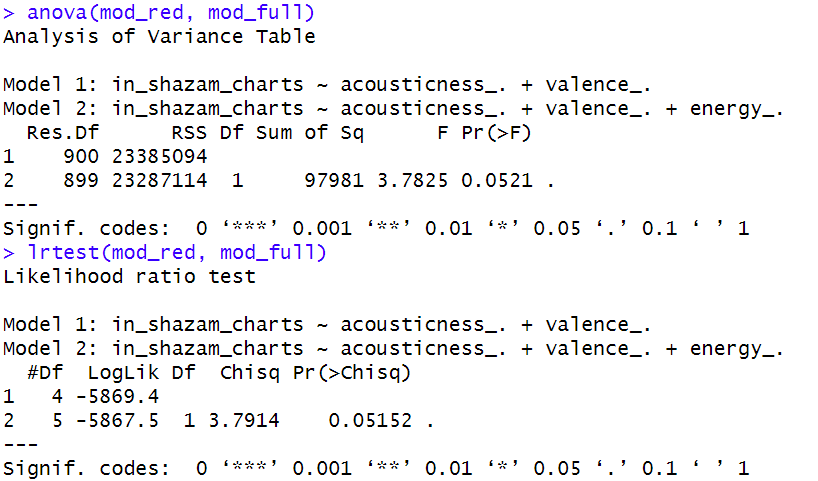 > anova(mod_red, mod_full)
Analysis of Variance Table

Model 1: in_shazam_charts ~ acousticness_. + valence_.
Model 2: in_shazam_charts ~ acousticness_. + valence_. + energy_.
  Res.Df      RSS Df Sum of Sq      F Pr(>F)
1    900 23385094
2    899 23287114  1     97981 3.7825 0.0521 .
---
Signif. codes:  0 ‘***’ 0.001 ‘**’ 0.01 ‘*’ 0.05 ‘.’ 0.1 ‘ ’ 1
> lrtest(mod_red, mod_full)
Likelihood ratio test

Model 1: in_shazam_charts ~ acousticness_. + valence_.
Model 2: in_shazam_charts ~ acousticness_. + valence_. + energy_.
  #Df  LogLik Df  Chisq Pr(>Chisq)
1   4 -5869.4
2   5 -5867.5  1 3.7914    0.05152 .
---
Signif. codes:  0 ‘***’ 0.001 ‘**’ 0.01 ‘*’ 0.05 ‘.’ 0.1 ‘ ’ 1